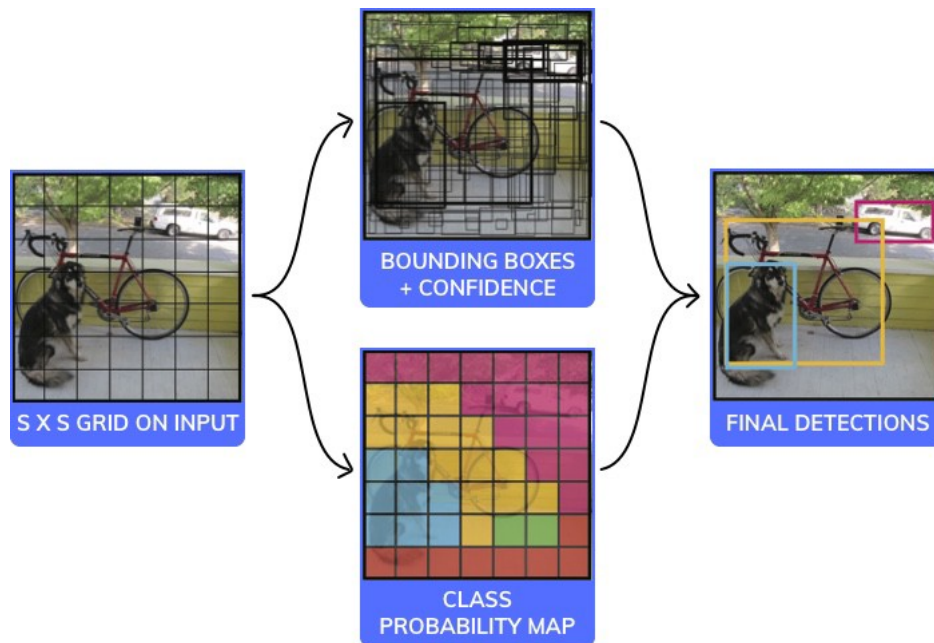 S X S GRID ON INPUT
BOUNDING BOXES
+ CONFIDENCE
CLASS
PROBABILITY MAP
FINAL DETECTIONS